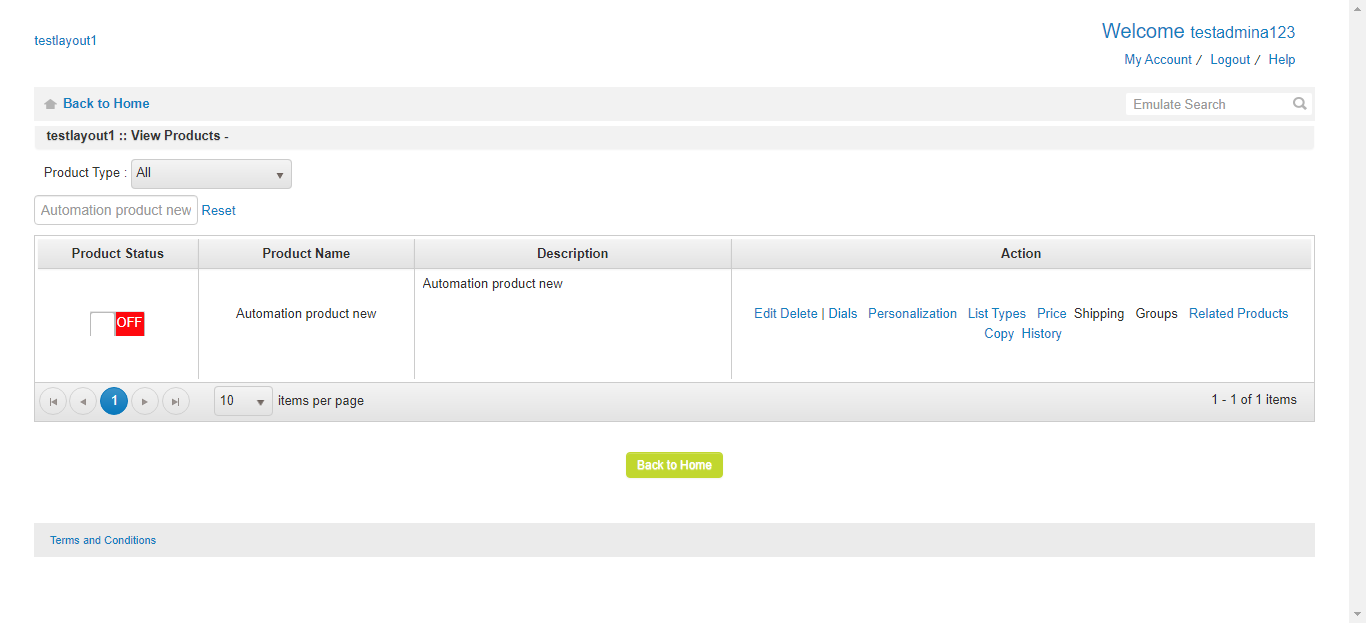 testlayout1
Welcome testadmina123
My Account / Logout / Help
Back to Home
Emulate Search
testlayout1 :: View Products -
Product Type : All
Automation product new Reset
Product Status Product Name Description Action
Automation product new
OFF Automation product new Edit Delete | Dials Personalization List Types Price Shipping Groups Related Products
Copy History
1 10 items per page 1 - 1 of 1 items
Back to Home
Terms and Conditions